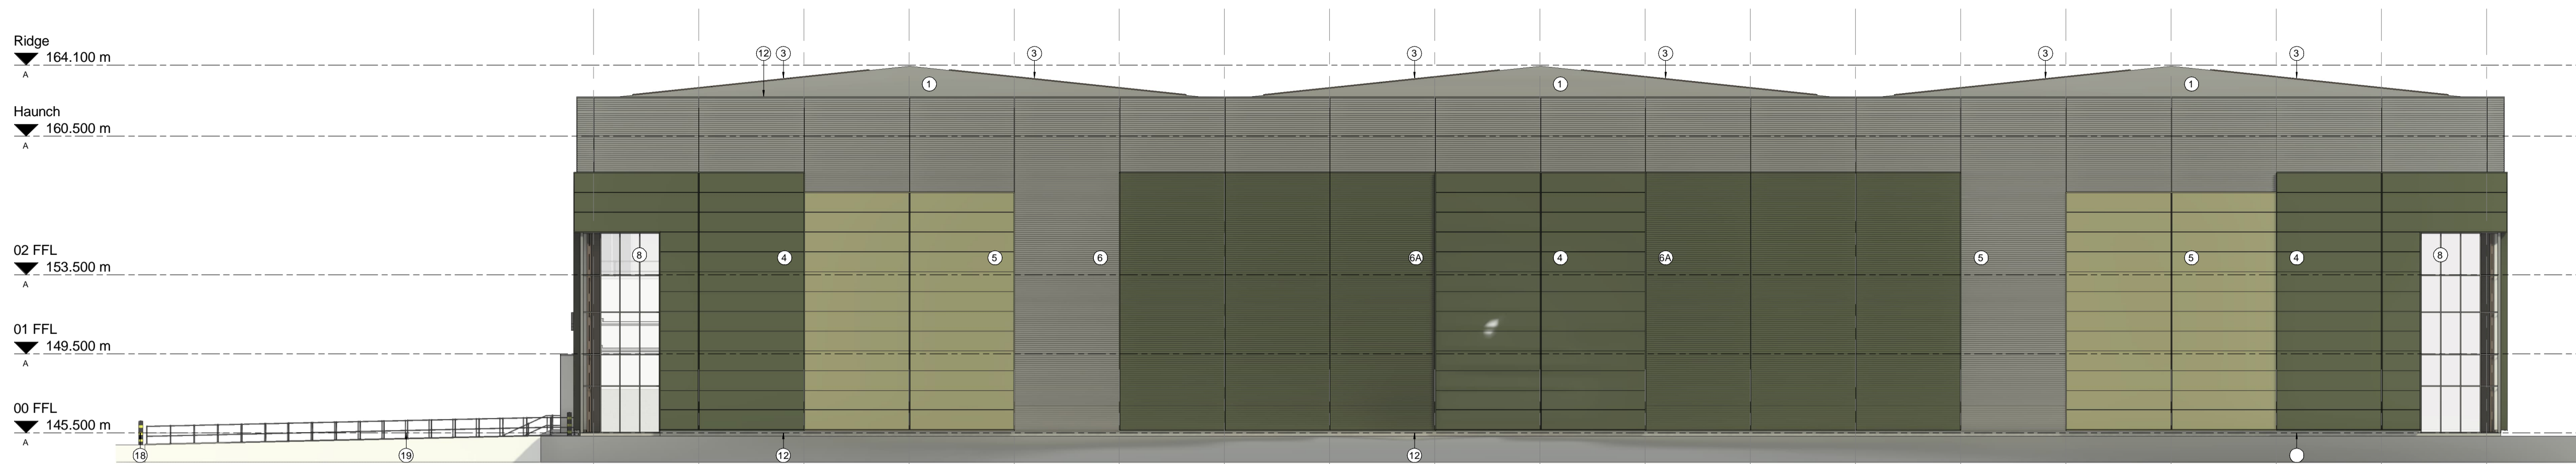 Ridge
164.100 m
A
12 3 3 3 3 3 3
1 1 1
Haunch
160.500 m
A
02 FFL
8 4 5 6 6A 4 6A 5 5 4 8
153.500 m
A
01 FFL
149.500 m
A
00 FFL
145.500 m
A
18 19 12 12